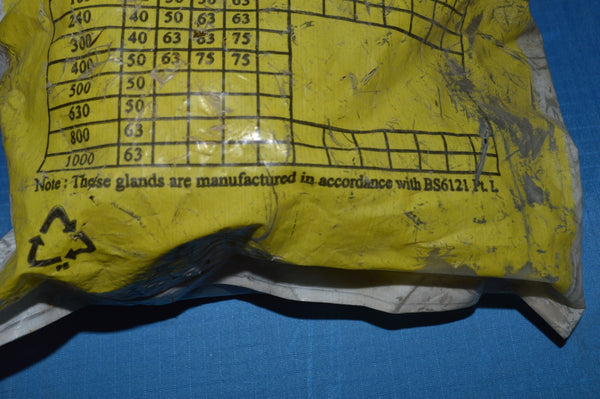 240 40 50 63 63
300 40 63 63 75
400 50 63 75 75
500 50
630 50
800 63
1000 63
Note : These glands are manufactured in accordance with BS6121 Pt. 1.